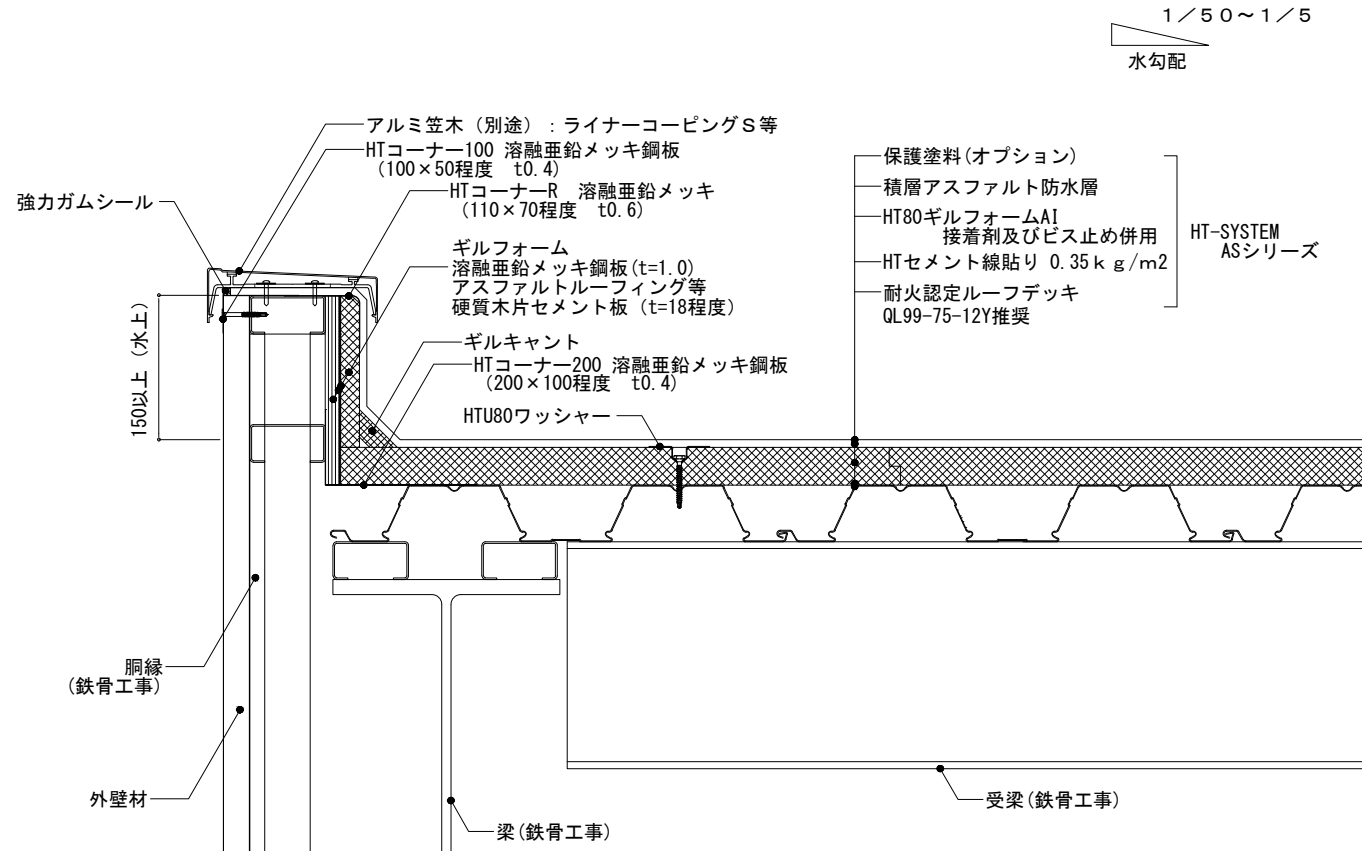 1／50～1／5
水勾配
アルミ笠木（別途）：ライナーコーピングS等
HTコーナー100 溶融亜鉛メッキ鋼板
(100×50程度 t0.4)
HTコーナーR 溶融亜鉛メッキ
(110×70程度 t0.6)
強力ガムシール
ギルフォーム
溶融亜鉛メッキ鋼板(t=1.0)
アスファルトルーフィング等
硬質木片セメント板（t=18程度)
ギルキャント
HTコーナー200 溶融亜鉛メッキ鋼板
(200×100程度 t0.4)
HTU80ワッシャー
150以上（水上）
保護塗料(オプション)
積層アスファルト防水層
HT80ギルフォームAI
接着剤及びビス止め併用
HTセメント線貼り 0.35ｋｇ/m2
耐火認定ルーフデッキ
QL99-75-12Y推奨
HT-SYSTEM
ASシリーズ
胴縁
(鉄骨工事)
外壁材
梁(鉄骨工事)
受梁(鉄骨工事)